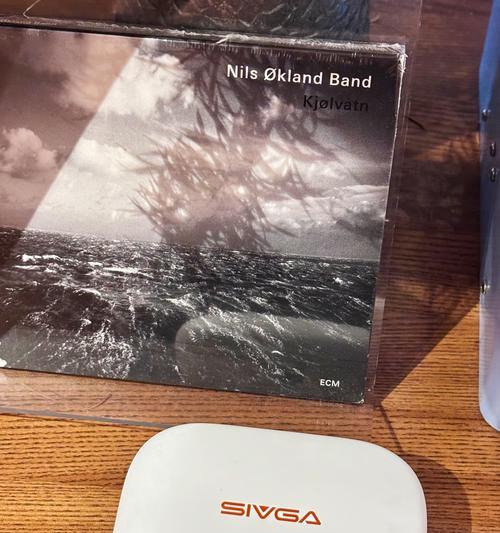 Nils Økland Band
Kjølvatn
ECM
SIVGA